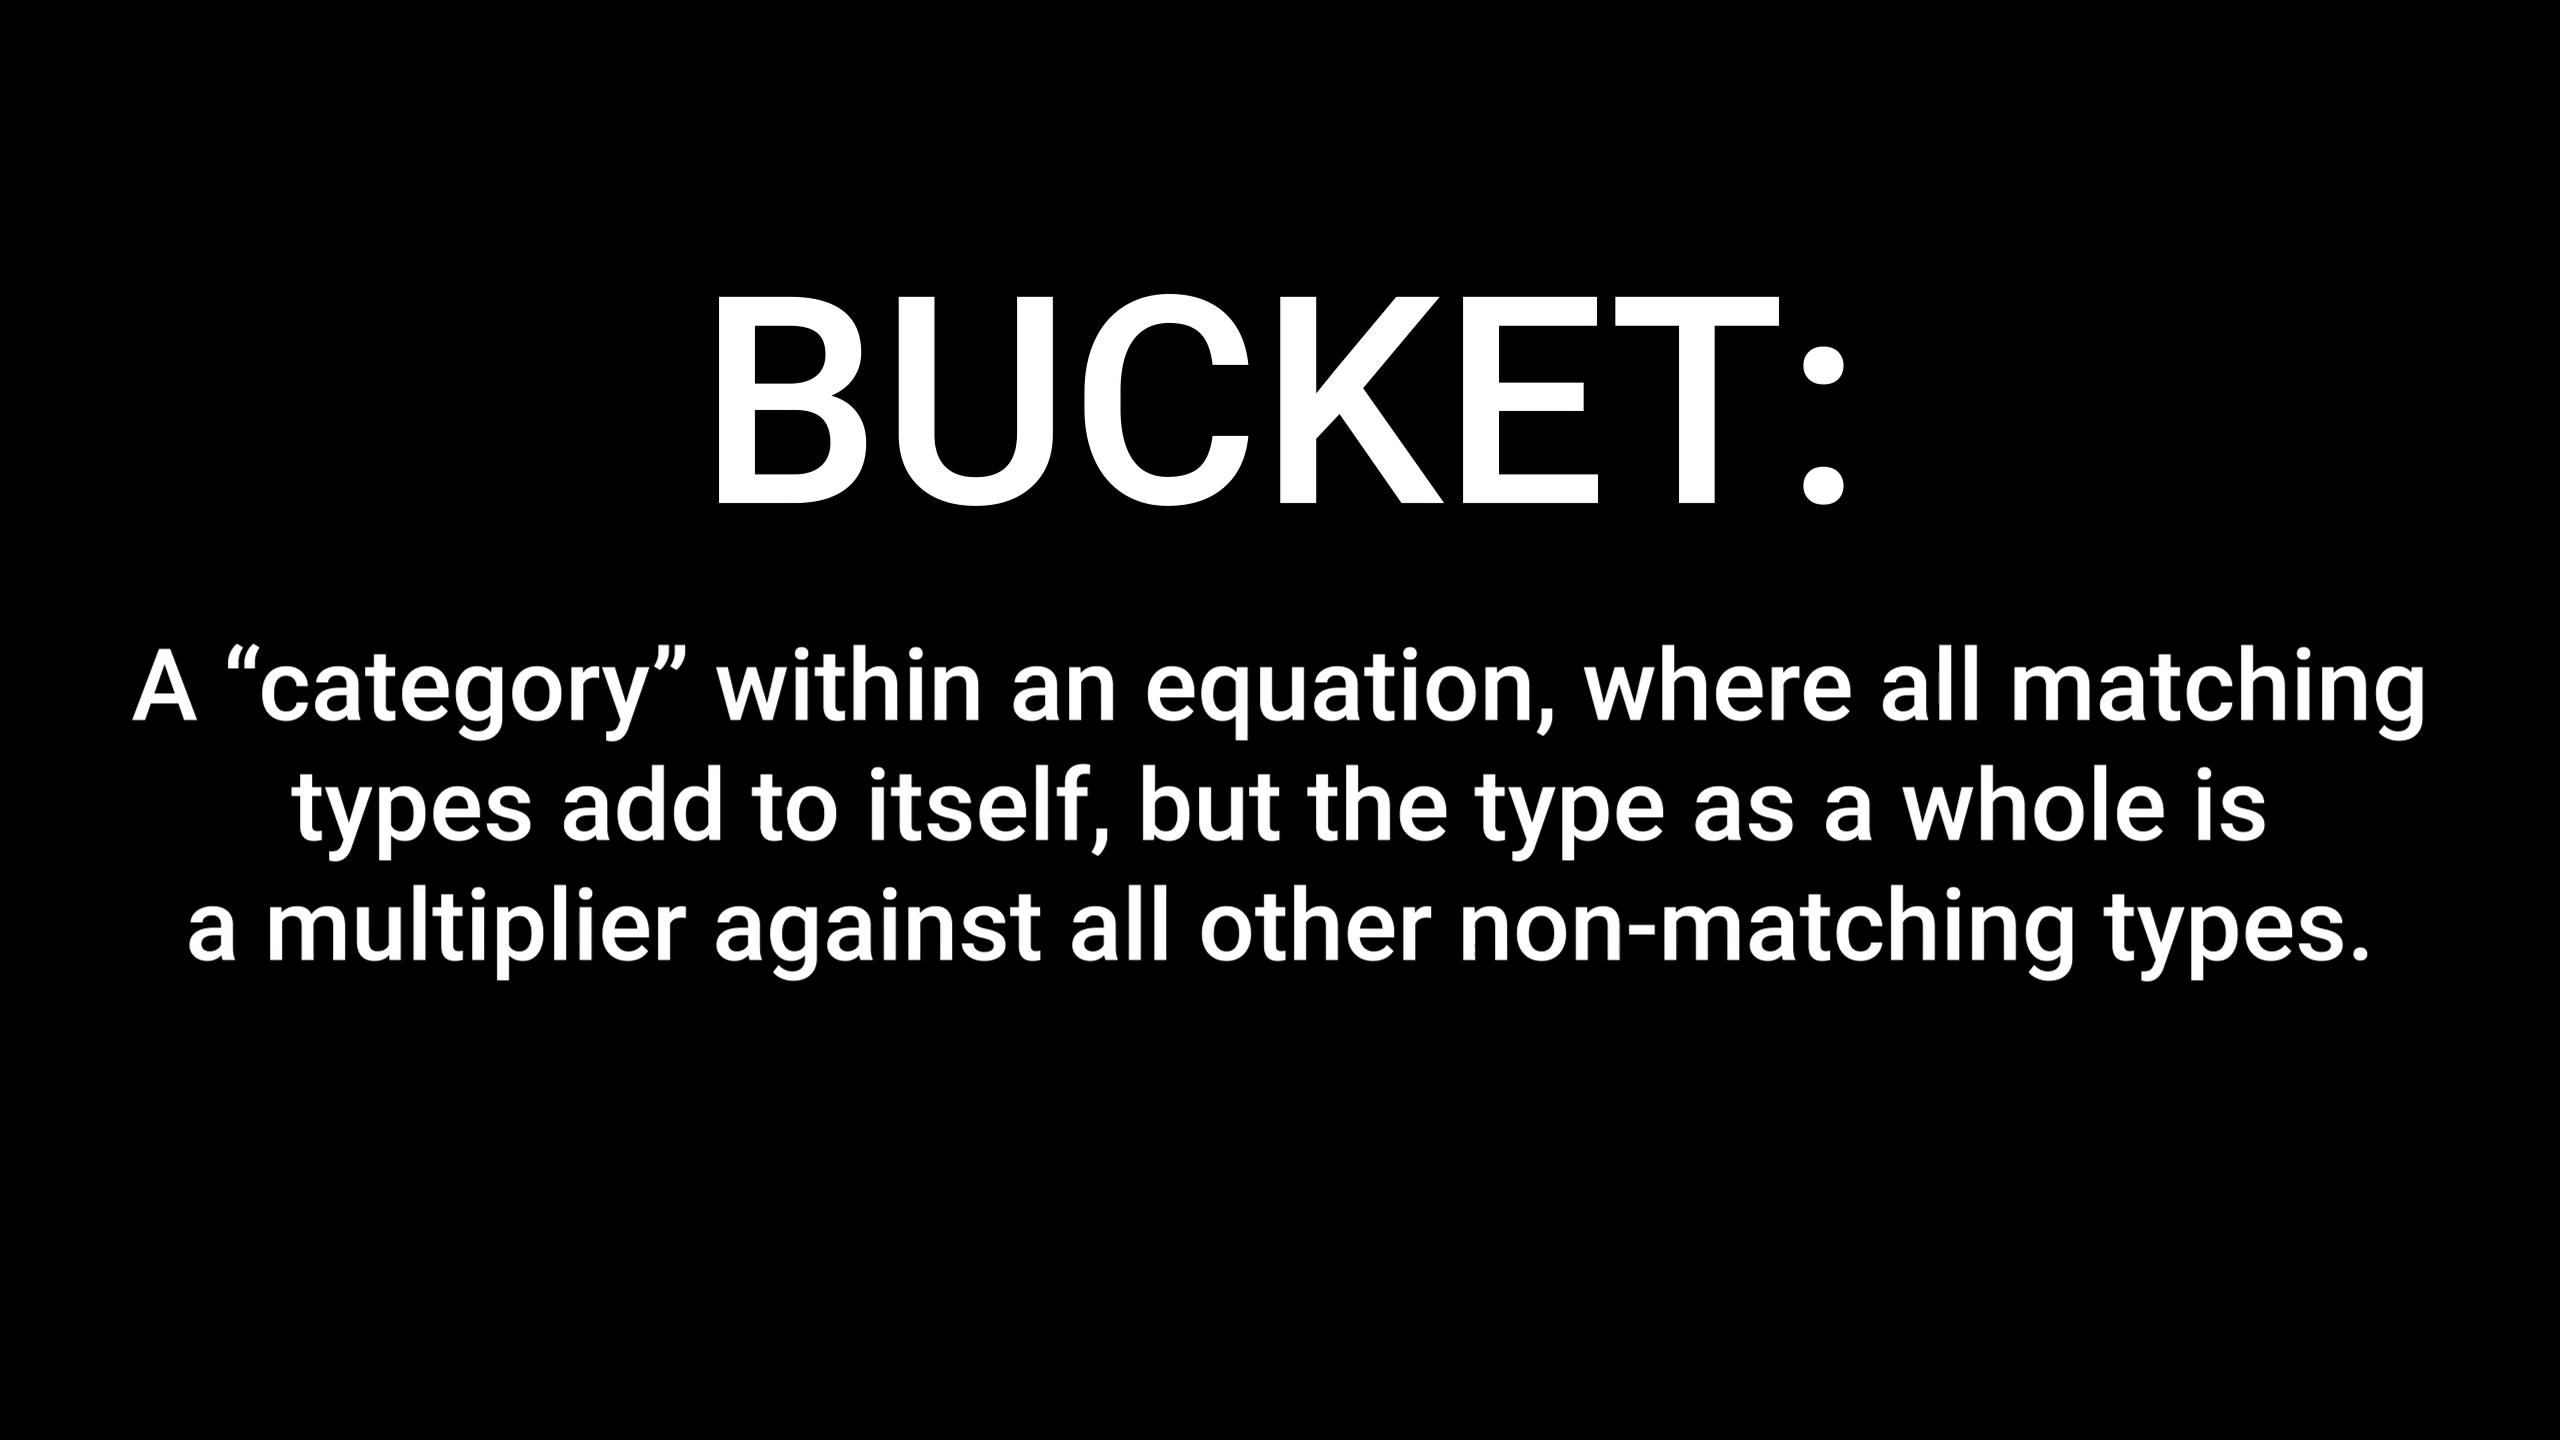 BUCKET:
A “category” within an equation, where all matching
types add to itself, but the type as a whole is
a multiplier against all other non-matching types.